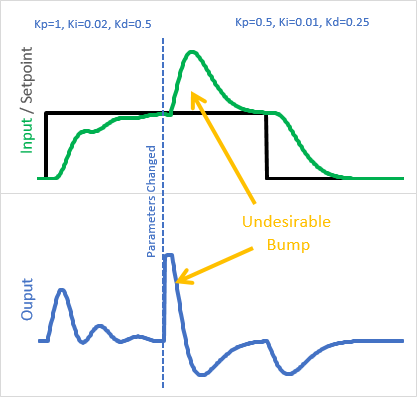 Kp=1, Ki=0.02, Kd=0.5
Kp=0.5, Ki=0.01, Kd=0.25
Input / Setpoint
Parameters Changed
Undesirable
Bump
Ouput